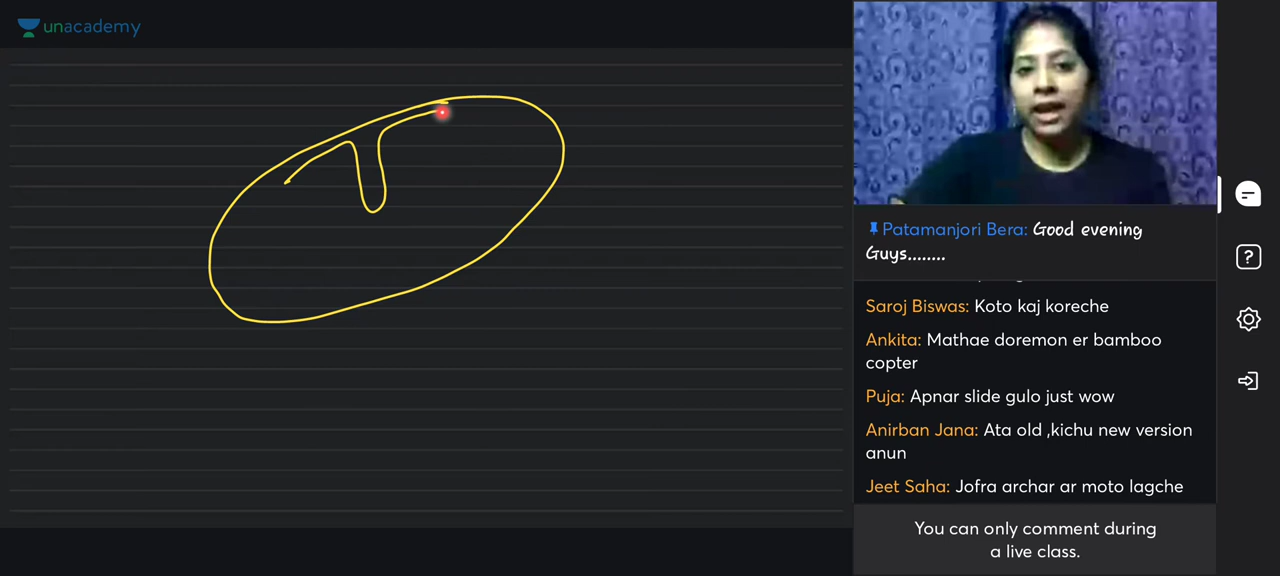 unacademy
Patamanjori Bera: Good evening
Guys........
Saroj Biswas: Koto kaj koreche
Ankita: Mathae doremon er bamboo
copter
Puja: Apnar slide gulo just wow
Anirban Jana: Ata old ,kichu new version
anun
Jeet Saha: Jofra archar ar moto lagche
You can only comment during
a live class.